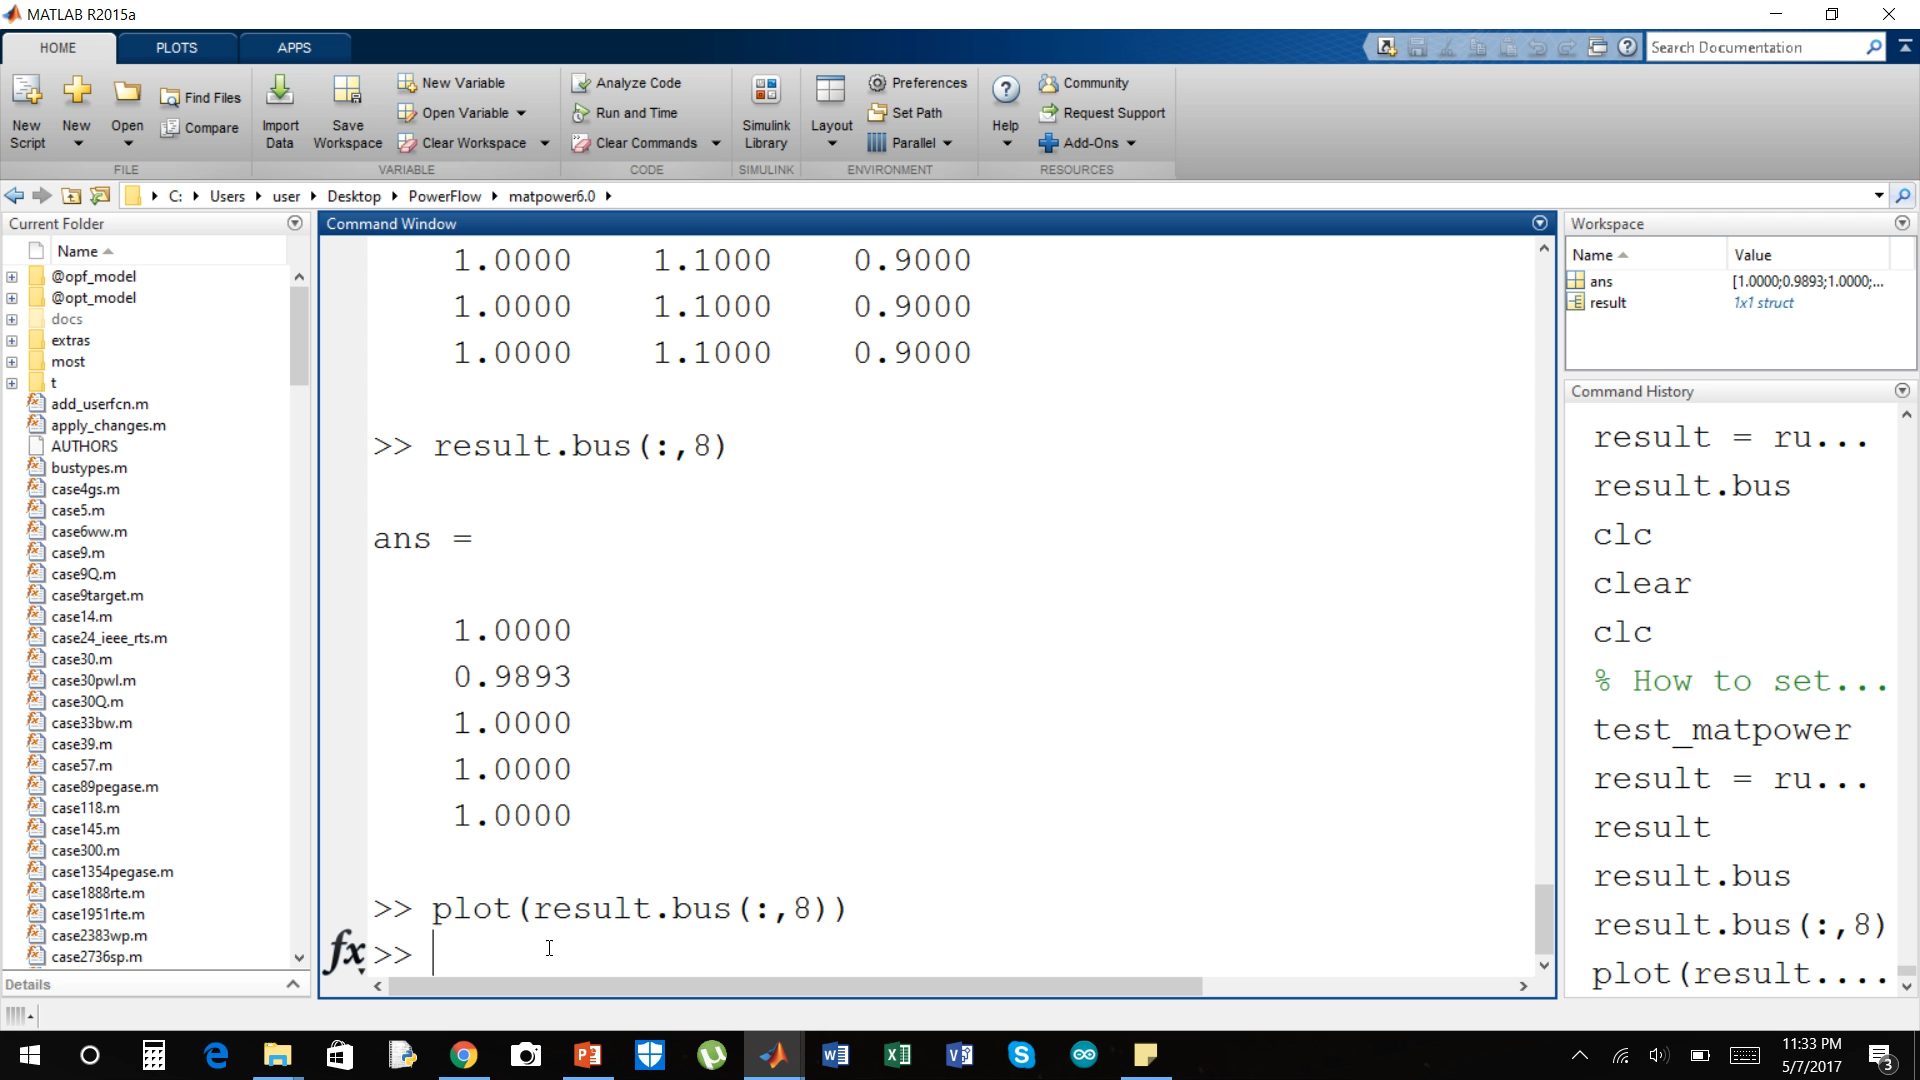 MATLAB R2015a
HOME PLOTS APPS
Search Documentation
New Script
New
Open
Find Files
Compare
FILE
Import Data
Save Workspace
New Variable
Open Variable
Clear Workspace
VARIABLE
Analyze Code
Run and Time
Clear Commands
CODE
Simulink Library
SIMULINK
Layout
Preferences
Set Path
Parallel
ENVIRONMENT
Help
Community
Request Support
Add-Ons
RESOURCES
C: Users user Desktop PowerFlow matpower6.0
Current Folder
Name
@opf_model
@opt_model
docs
extras
most
t
add_userfcn.m
apply_changes.m
AUTHORS
bustypes.m
case4gs.m
case5.m
case6ww.m
case9.m
case9Q.m
case9target.m
case14.m
case24_ieee_rts.m
case30.m
case30pwl.m
case30Q.m
case33bw.m
case39.m
case57.m
case89pegase.m
case118.m
case145.m
case300.m
case1354pegase.m
case1888rte.m
case1951rte.m
case2383wp.m
case2736sp.m
Details
Command Window
1.0000 1.1000 0.9000
1.0000 1.1000 0.9000
1.0000 1.1000 0.9000
>> result.bus(:,8)
ans =
1.0000
0.9893
1.0000
1.0000
1.0000
>> plot(result.bus(:,8))
fx >>
Workspace
Name Value
ans [1.0000;0.9893;1.0000;...
result 1x1 struct
Command History
result = ru...
result.bus
clc
clear
clc
% How to set...
test_matpower
result = ru...
result
result.bus
result.bus(:,8)
plot(result....
11:33 PM
5/7/2017
3